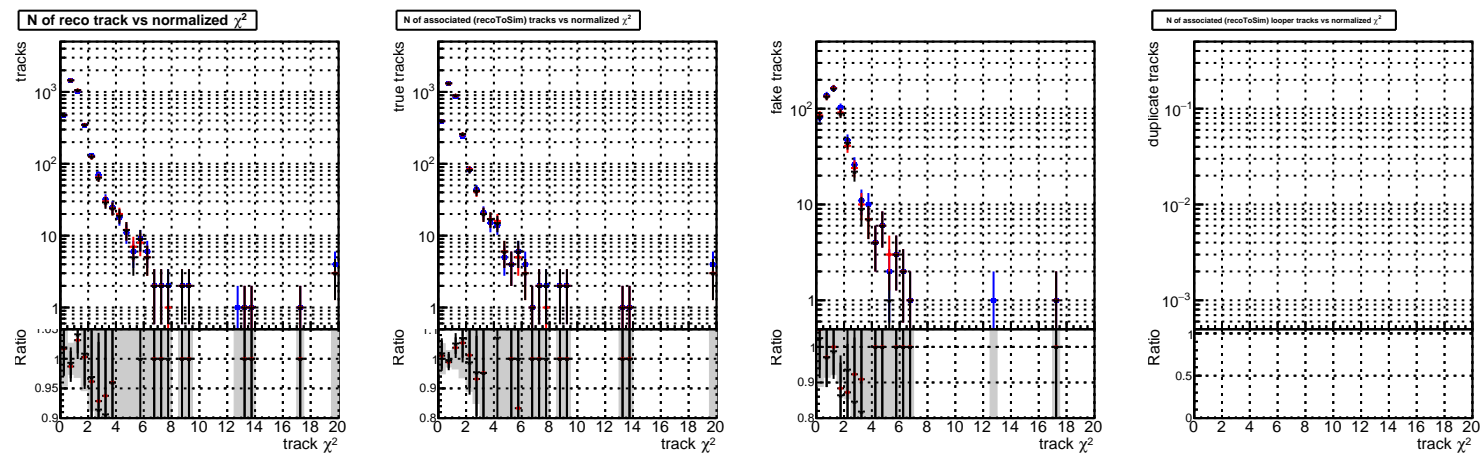 N of reco track vs normalized χ²
tracks
10³
10²
10
1
Ratio
1
0.95
0.9
0 2 4 6 8 10 12 14 16 18 20
track χ²
N of associated (recoToSim) tracks vs normalized χ²
true tracks
10³
10²
10
1
Ratio
1.1
1
0.9
0.8
0 2 4 6 8 10 12 14 16 18 20
track χ²
fake tracks
10²
10
1
Ratio
1
0.9
0.8
0 2 4 6 8 10 12 14 16 18 20
track χ²
N of associated (recoToSim) looper tracks vs normalized χ²
duplicate tracks
10⁻¹
10⁻²
10⁻³
Ratio
1
0.5
0
0 2 4 6 8 10 12 14 16 18 20
track χ²